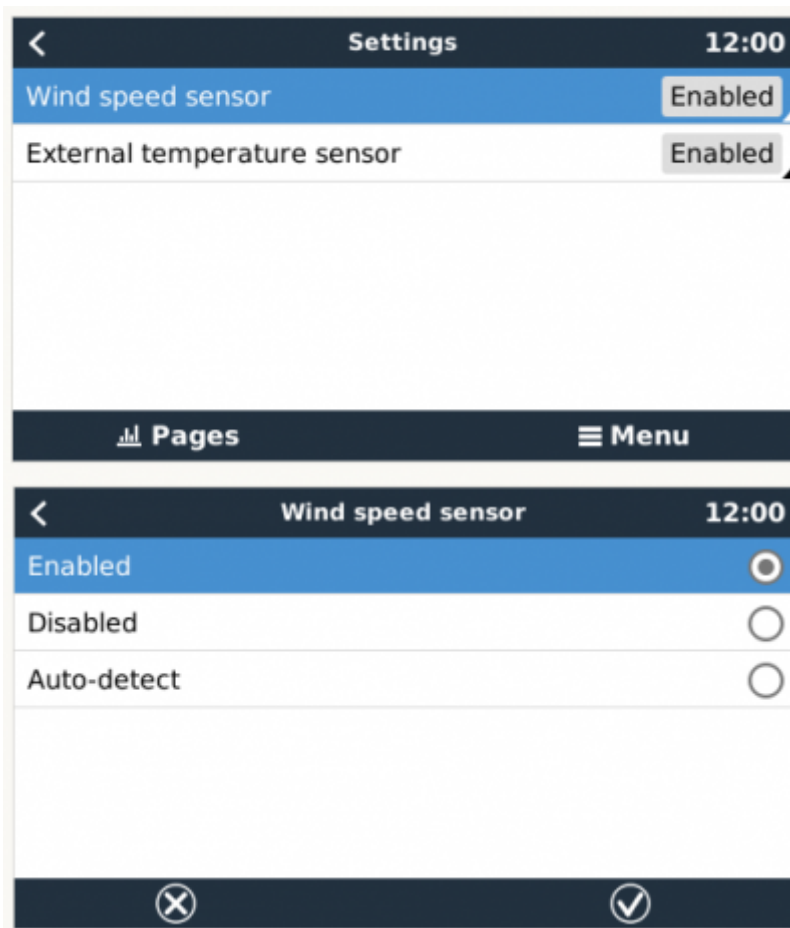 Settings 12:00
Wind speed sensor Enabled
External temperature sensor Enabled
Pages Menu
Wind speed sensor 12:00
Enabled
Disabled
Auto-detect